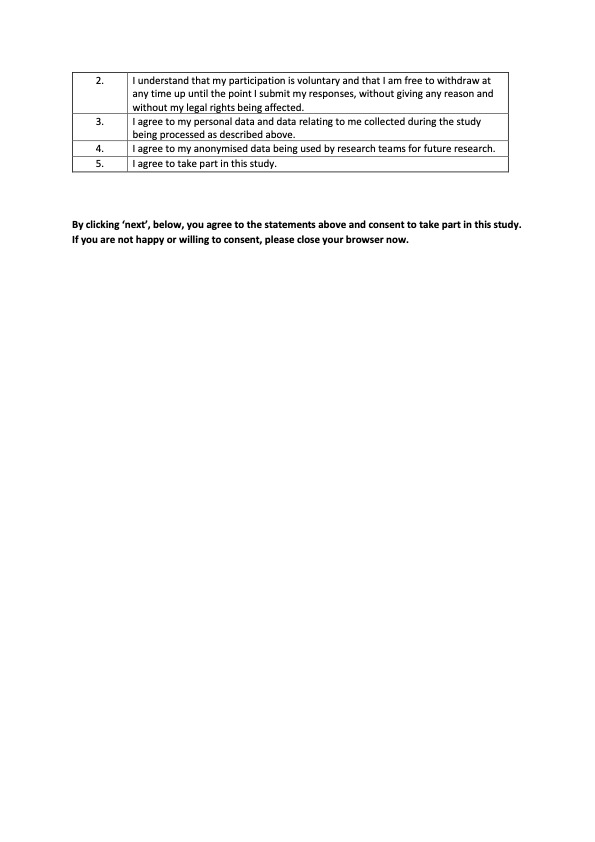 2. I understand that my participation is voluntary and that I am free to withdraw at
any time up until the point I submit my responses, without giving any reason and
without my legal rights being affected.
3. I agree to my personal data and data relating to me collected during the study
being processed as described above.
4. I agree to my anonymised data being used by research teams for future research.
5. I agree to take part in this study.
By clicking ‘next’, below, you agree to the statements above and consent to take part in this study.
If you are not happy or willing to consent, please close your browser now.